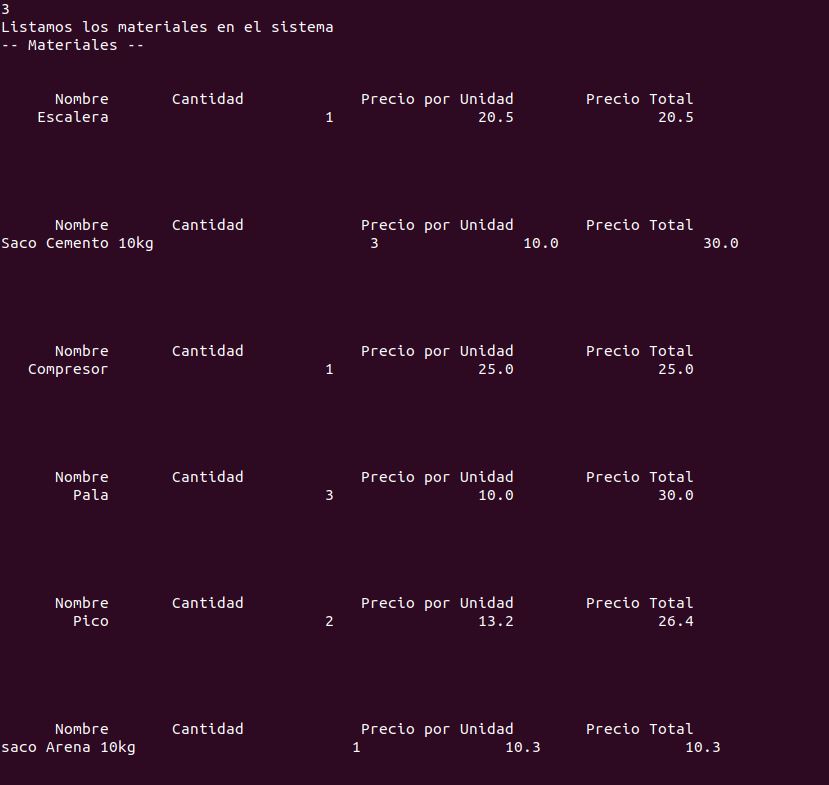 3
Listamos los materiales en el sistema
-- Materiales --
Nombre Cantidad Precio por Unidad Precio Total
Escalera 1 20.5 20.5
Nombre Cantidad Precio por Unidad Precio Total
Saco Cemento 10kg 3 10.0 30.0
Nombre Cantidad Precio por Unidad Precio Total
Compresor 1 25.0 25.0
Nombre Cantidad Precio por Unidad Precio Total
Pala 3 10.0 30.0
Nombre Cantidad Precio por Unidad Precio Total
Pico 2 13.2 26.4
Nombre Cantidad Precio por Unidad Precio Total
saco Arena 10kg 1 10.3 10.3